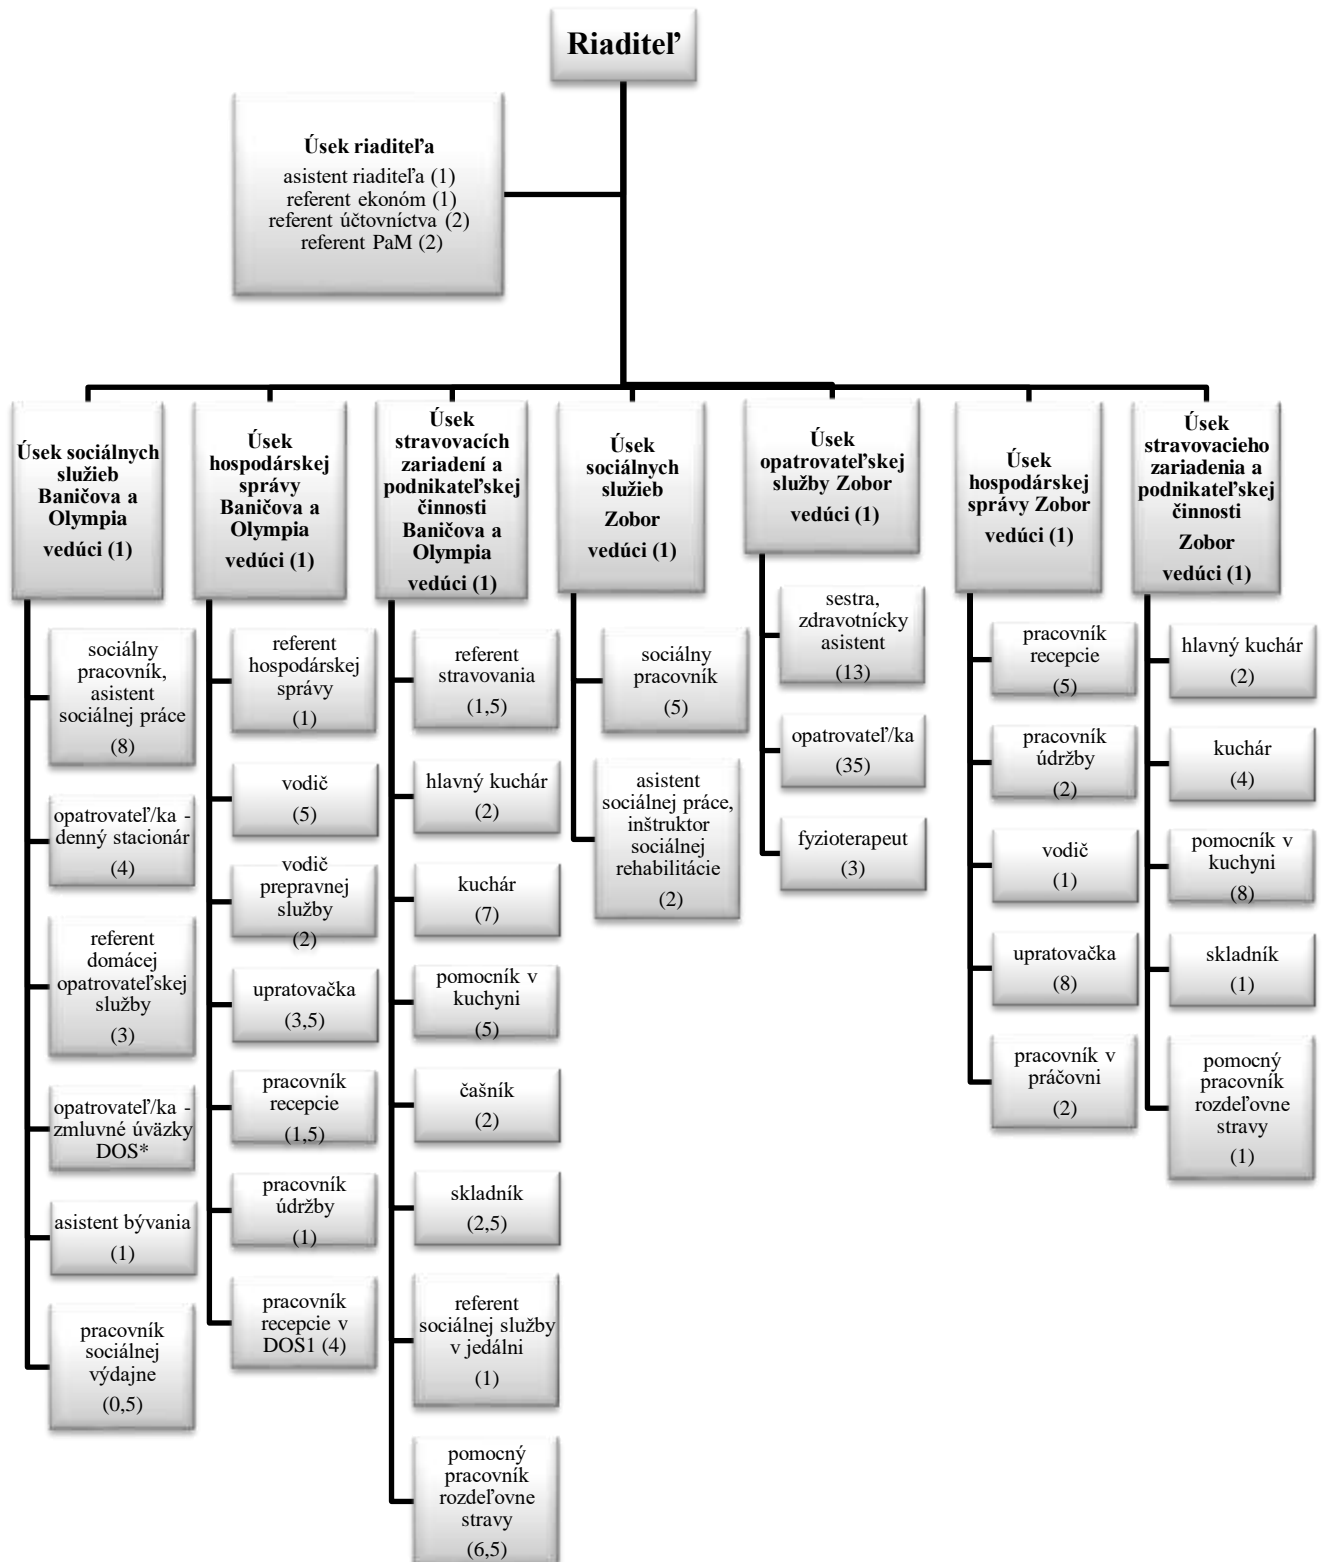 Riaditeľ
Úsek riaditeľa
asistent riaditeľa (1)
referent ekonóm (1)
referent účtovníctva (2)
referent PaM (2)
Úsek sociálnych
služieb
Baničova a
Olympia
vedúci (1)
sociálny
pracovník,
asistent
sociálnej práce
(8)
opatrovateľ/ka -
denný stacionár
(4)
referent
domácej
opatrovateľskej
služby
(3)
opatrovateľ/ka -
zmluvné úväzky
DOS*
asistent bývania
(1)
pracovník
sociálnej
výdajne
(0,5)
Úsek
hospodárskej
správy
Baničova a
Olympia
vedúci (1)
referent
hospodárskej
správy
(1)
vodič
(5)
vodič
prepravnej
služby
(2)
upratovačka
(3,5)
pracovník
recepcie
(1,5)
pracovník
údržby
(1)
pracovník
recepcie v
DOS1 (4)
Úsek
stravovacích
zariadení a
podnikateľskej
činnosti
Baničova a
Olympia
vedúci (1)
referent
stravovania
(1,5)
hlavný kuchár
(2)
kuchár
(7)
pomocník v
kuchyni
(5)
čašník
(2)
skladník
(2,5)
referent
sociálnej služby
v jedálni
(1)
pomocný
pracovník
rozdeľovne
stravy
(6,5)
Úsek
sociálnych
služieb
Zobor
vedúci (1)
sociálny
pracovník
(5)
asistent
sociálnej práce,
inštruktor
sociálnej
rehabilitácie
(2)
Úsek
opatrovateľskej
služby Zobor
vedúci (1)
sestra,
zdravotnícky
asistent
(13)
opatrovateľ/ka
(35)
fyzioterapeut
(3)
Úsek
hospodárskej
správy Zobor
vedúci (1)
pracovník
recepcie
(5)
pracovník
údržby
(2)
vodič
(1)
upratovačka
(8)
pracovník v
práčovni
(2)
Úsek
stravovacieho
zariadenia a
podnikateľskej
činnosti
Zobor
vedúci (1)
hlavný kuchár
(2)
kuchár
(4)
pomocník v
kuchyni
(8)
skladník
(1)
pomocný
pracovník
rozdeľovne
stravy
(1)